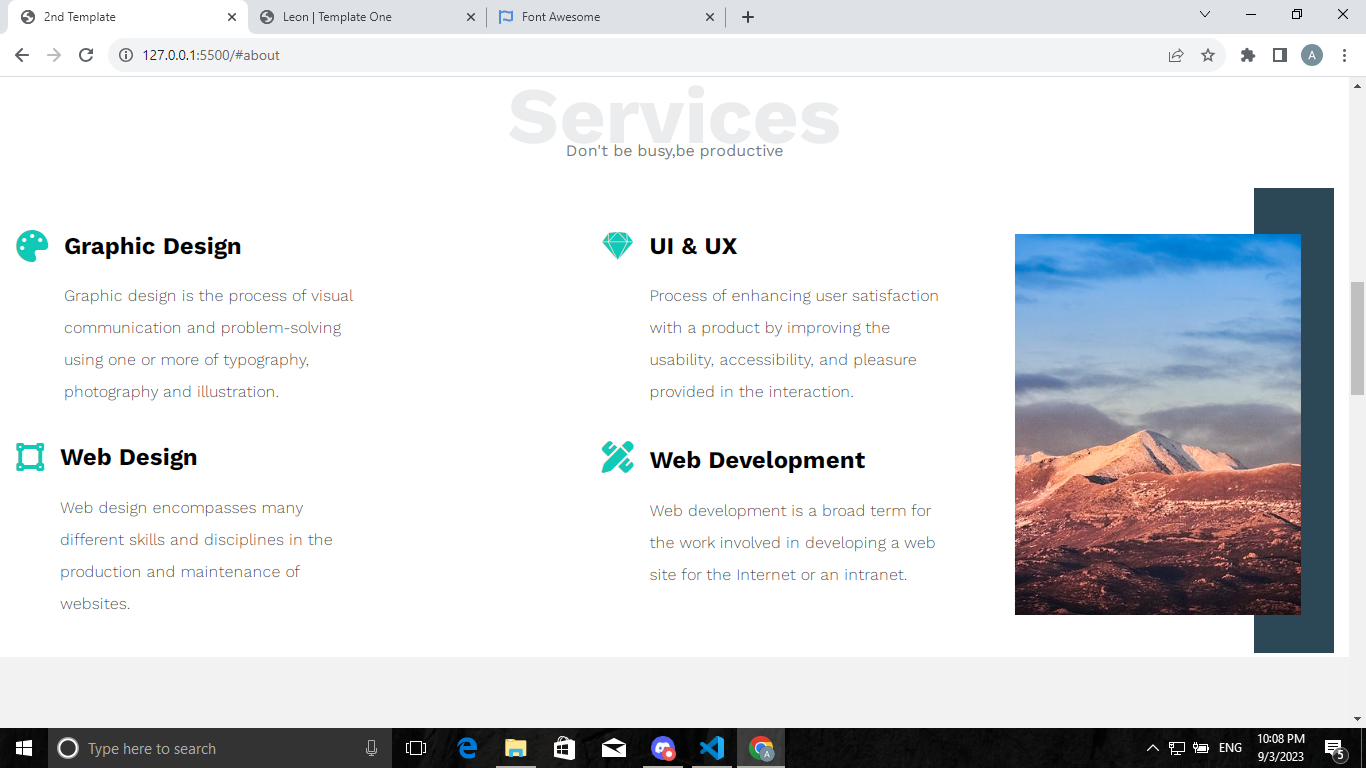 2nd Template
Leon | Template One
Font Awesome
127.0.0.1:5500/#about
A
Services
Don't be busy,be productive
Graphic Design
Graphic design is the process of visual
communication and problem-solving
using one or more of typography,
photography and illustration.
UI & UX
Process of enhancing user satisfaction
with a product by improving the
usability, accessibility, and pleasure
provided in the interaction.
Web Design
Web design encompasses many
different skills and disciplines in the
production and maintenance of
websites.
Web Development
Web development is a broad term for
the work involved in developing a web
site for the Internet or an intranet.
Type here to search
A
ENG
10:08 PM
9/3/2023
5